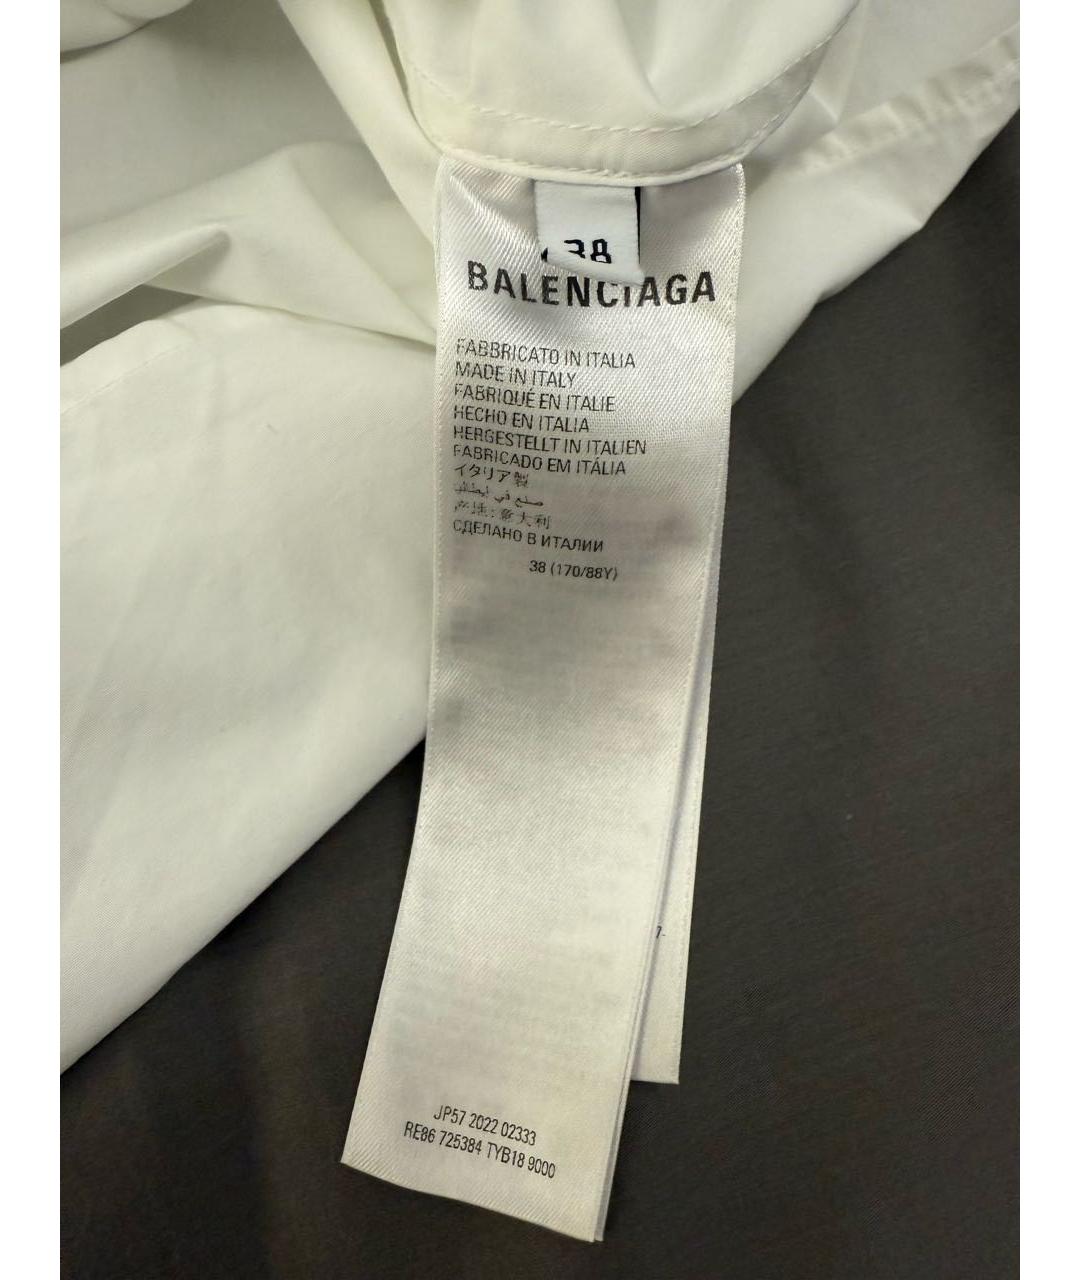 38
BALENCIAGA
FABBRICATO IN ITALIA
MADE IN ITALY
FABRIQUÉ EN ITALIE
HECHO EN ITALIA
HERGESTELLT IN ITALIEN
FABRICADO EM ITÁLIA
イタリア製
صنع في إيطاليا
产地：意大利
СДЕЛАНО В ИТАЛИИ
38 (170/88Y)
7-
JP57 2022 02333
RE86 725384 TYB18 9000